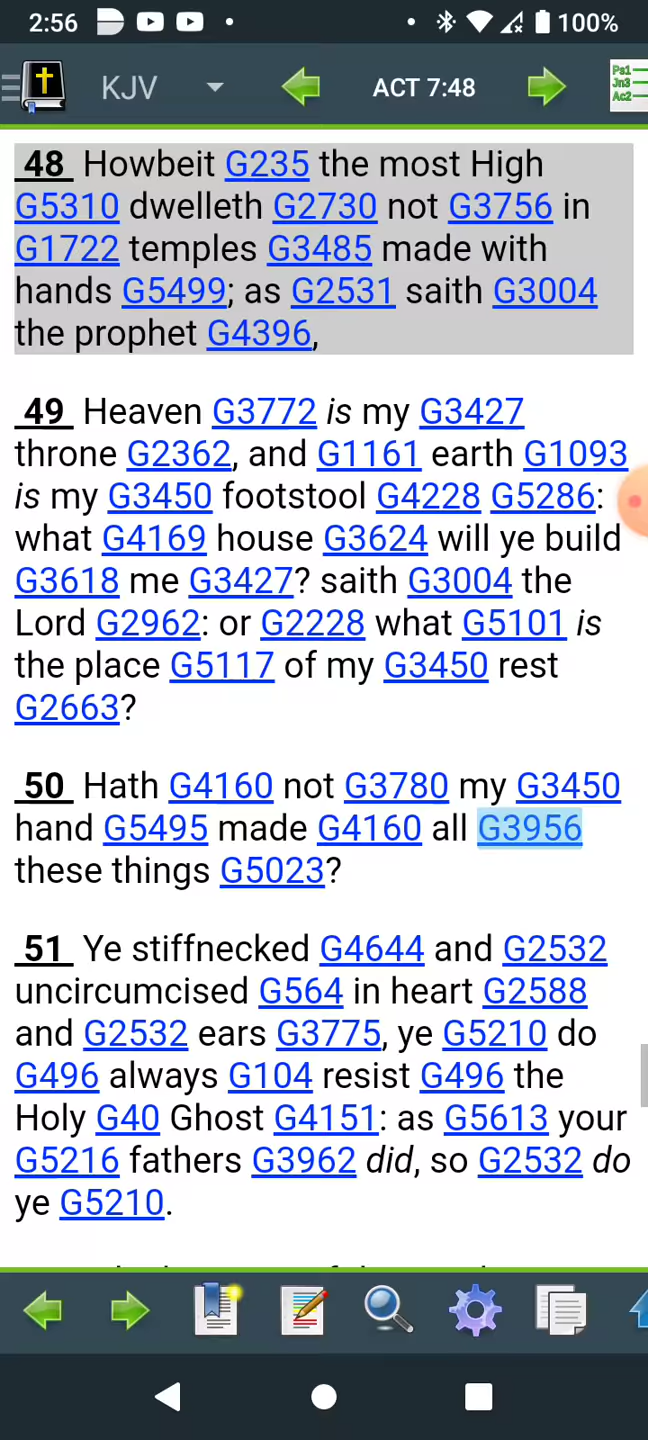 2:56 100%
KJV ACT 7:48 Ps1
Jn3
Ac2
48 Howbeit G235 the most High
G5310 dwelleth G2730 not G3756 in
G1722 temples G3485 made with
hands G5499; as G2531 saith G3004
the prophet G4396,
49 Heaven G3772 is my G3427
throne G2362, and G1161 earth G1093
is my G3450 footstool G4228 G5286:
what G4169 house G3624 will ye build
G3618 me G3427? saith G3004 the
Lord G2962: or G2228 what G5101 is
the place G5117 of my G3450 rest
G2663?
50 Hath G4160 not G3780 my G3450
hand G5495 made G4160 all G3956
these things G5023?
51 Ye stiffnecked G4644 and G2532
uncircumcised G564 in heart G2588
and G2532 ears G3775, ye G5210 do
G496 always G104 resist G496 the
Holy G40 Ghost G4151: as G5613 your
G5216 fathers G3962 did, so G2532 do
ye G5210.